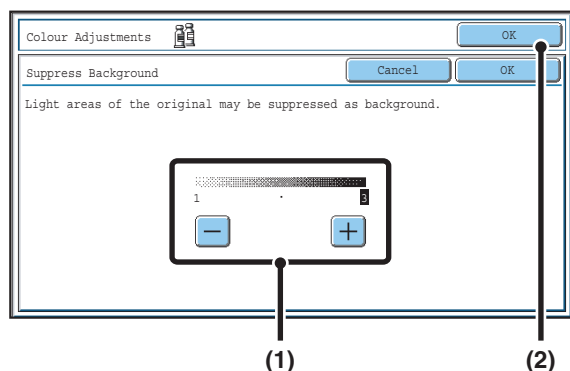 Colour Adjustments
OK
Suppress Background
Cancel
OK
Light areas of the original may be suppressed as background.
1
3
(1)
(2)